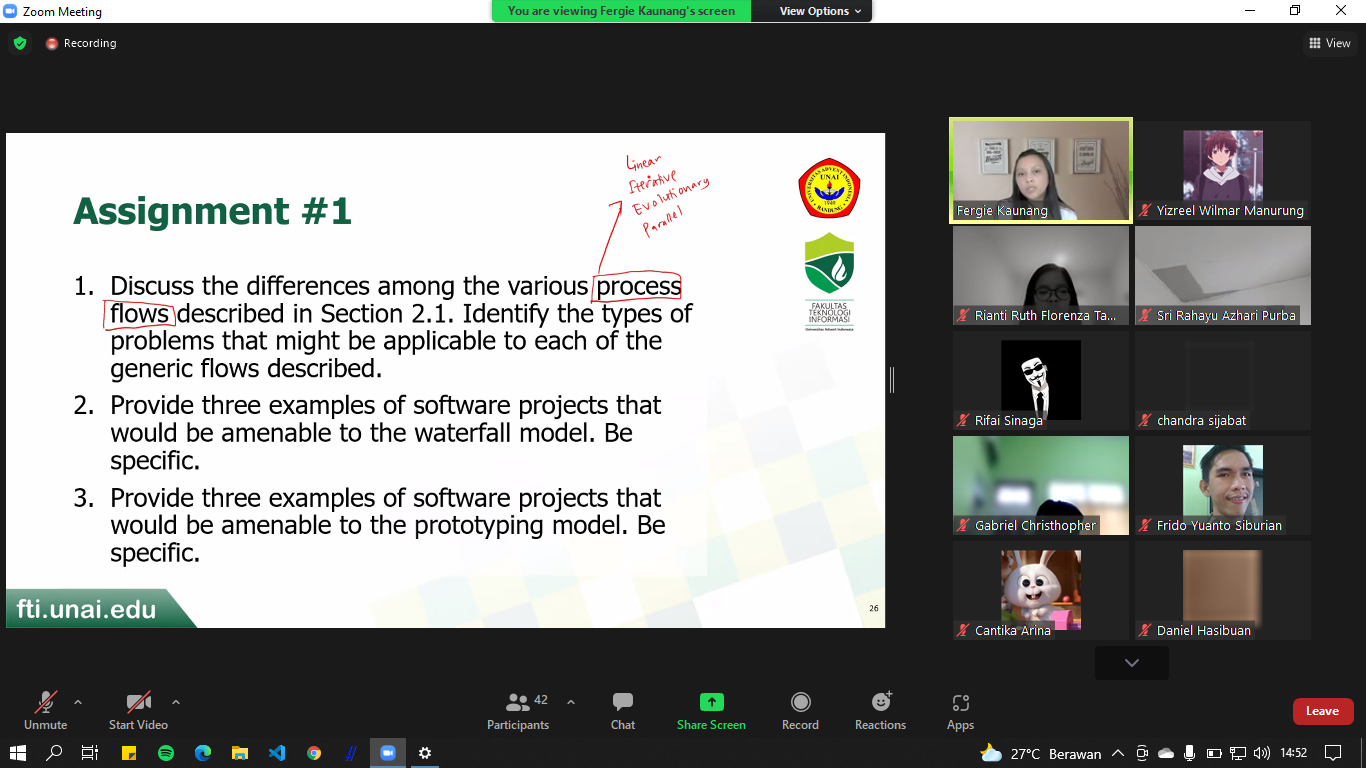 Zoom Meeting
You are viewing Fergie Kaunang's screen
View Options
Recording
View
Linear
Iterative
Evolutionary
Parallel
Assignment #1
1. Discuss the differences among the various process
flows described in Section 2.1. Identify the types of
problems that might be applicable to each of the
generic flows described.
2. Provide three examples of software projects that
would be amenable to the waterfall model. Be
specific.
3. Provide three examples of software projects that
would be amenable to the prototyping model. Be
specific.
UNAI
1949
BANDUNG
FAKULTAS
TEKNOLOGI
INFORMASI
Universitas Advent Indonesia
fti.unai.edu
26
Fergie Kaunang
Yizreel Wilmar Manurung
Rianti Ruth Florenza Ta...
Sri Rahayu Azhari Purba
Rifai Sinaga
chandra sijabat
Gabriel Christhopher
Frido Yuanto Siburian
Cantika Arina
Daniel Hasibuan
Unmute
Start Video
Participants
42
Chat
Share Screen
Record
Reactions
Apps
Leave
27°C Berawan
14:52